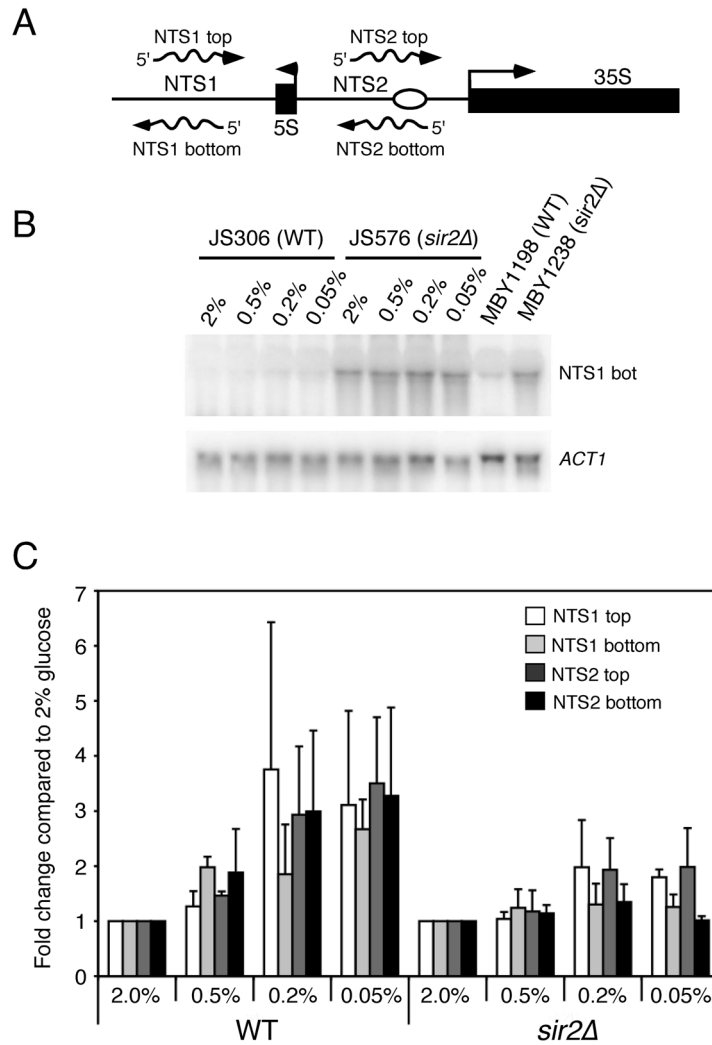 A
NTS1 top
NTS2 top
5'
5'
NTS1
NTS2
35S
5S
5'
5'
NTS1 bottom
NTS2 bottom
B
JS306 (WT)
JS576 (sir2Δ)
MBY1198 (WT)
MBY1238 (sir2Δ)
2%
0.5%
0.2%
0.05%
2%
0.5%
0.2%
0.05%
NTS1 bot
ACT1
C
Fold change compared to 2% glucose
7
6
5
4
3
2
1
0
NTS1 top
NTS1 bottom
NTS2 top
NTS2 bottom
2.0% 0.5% 0.2% 0.05% 2.0% 0.5% 0.2% 0.05%
WT sir2Δ